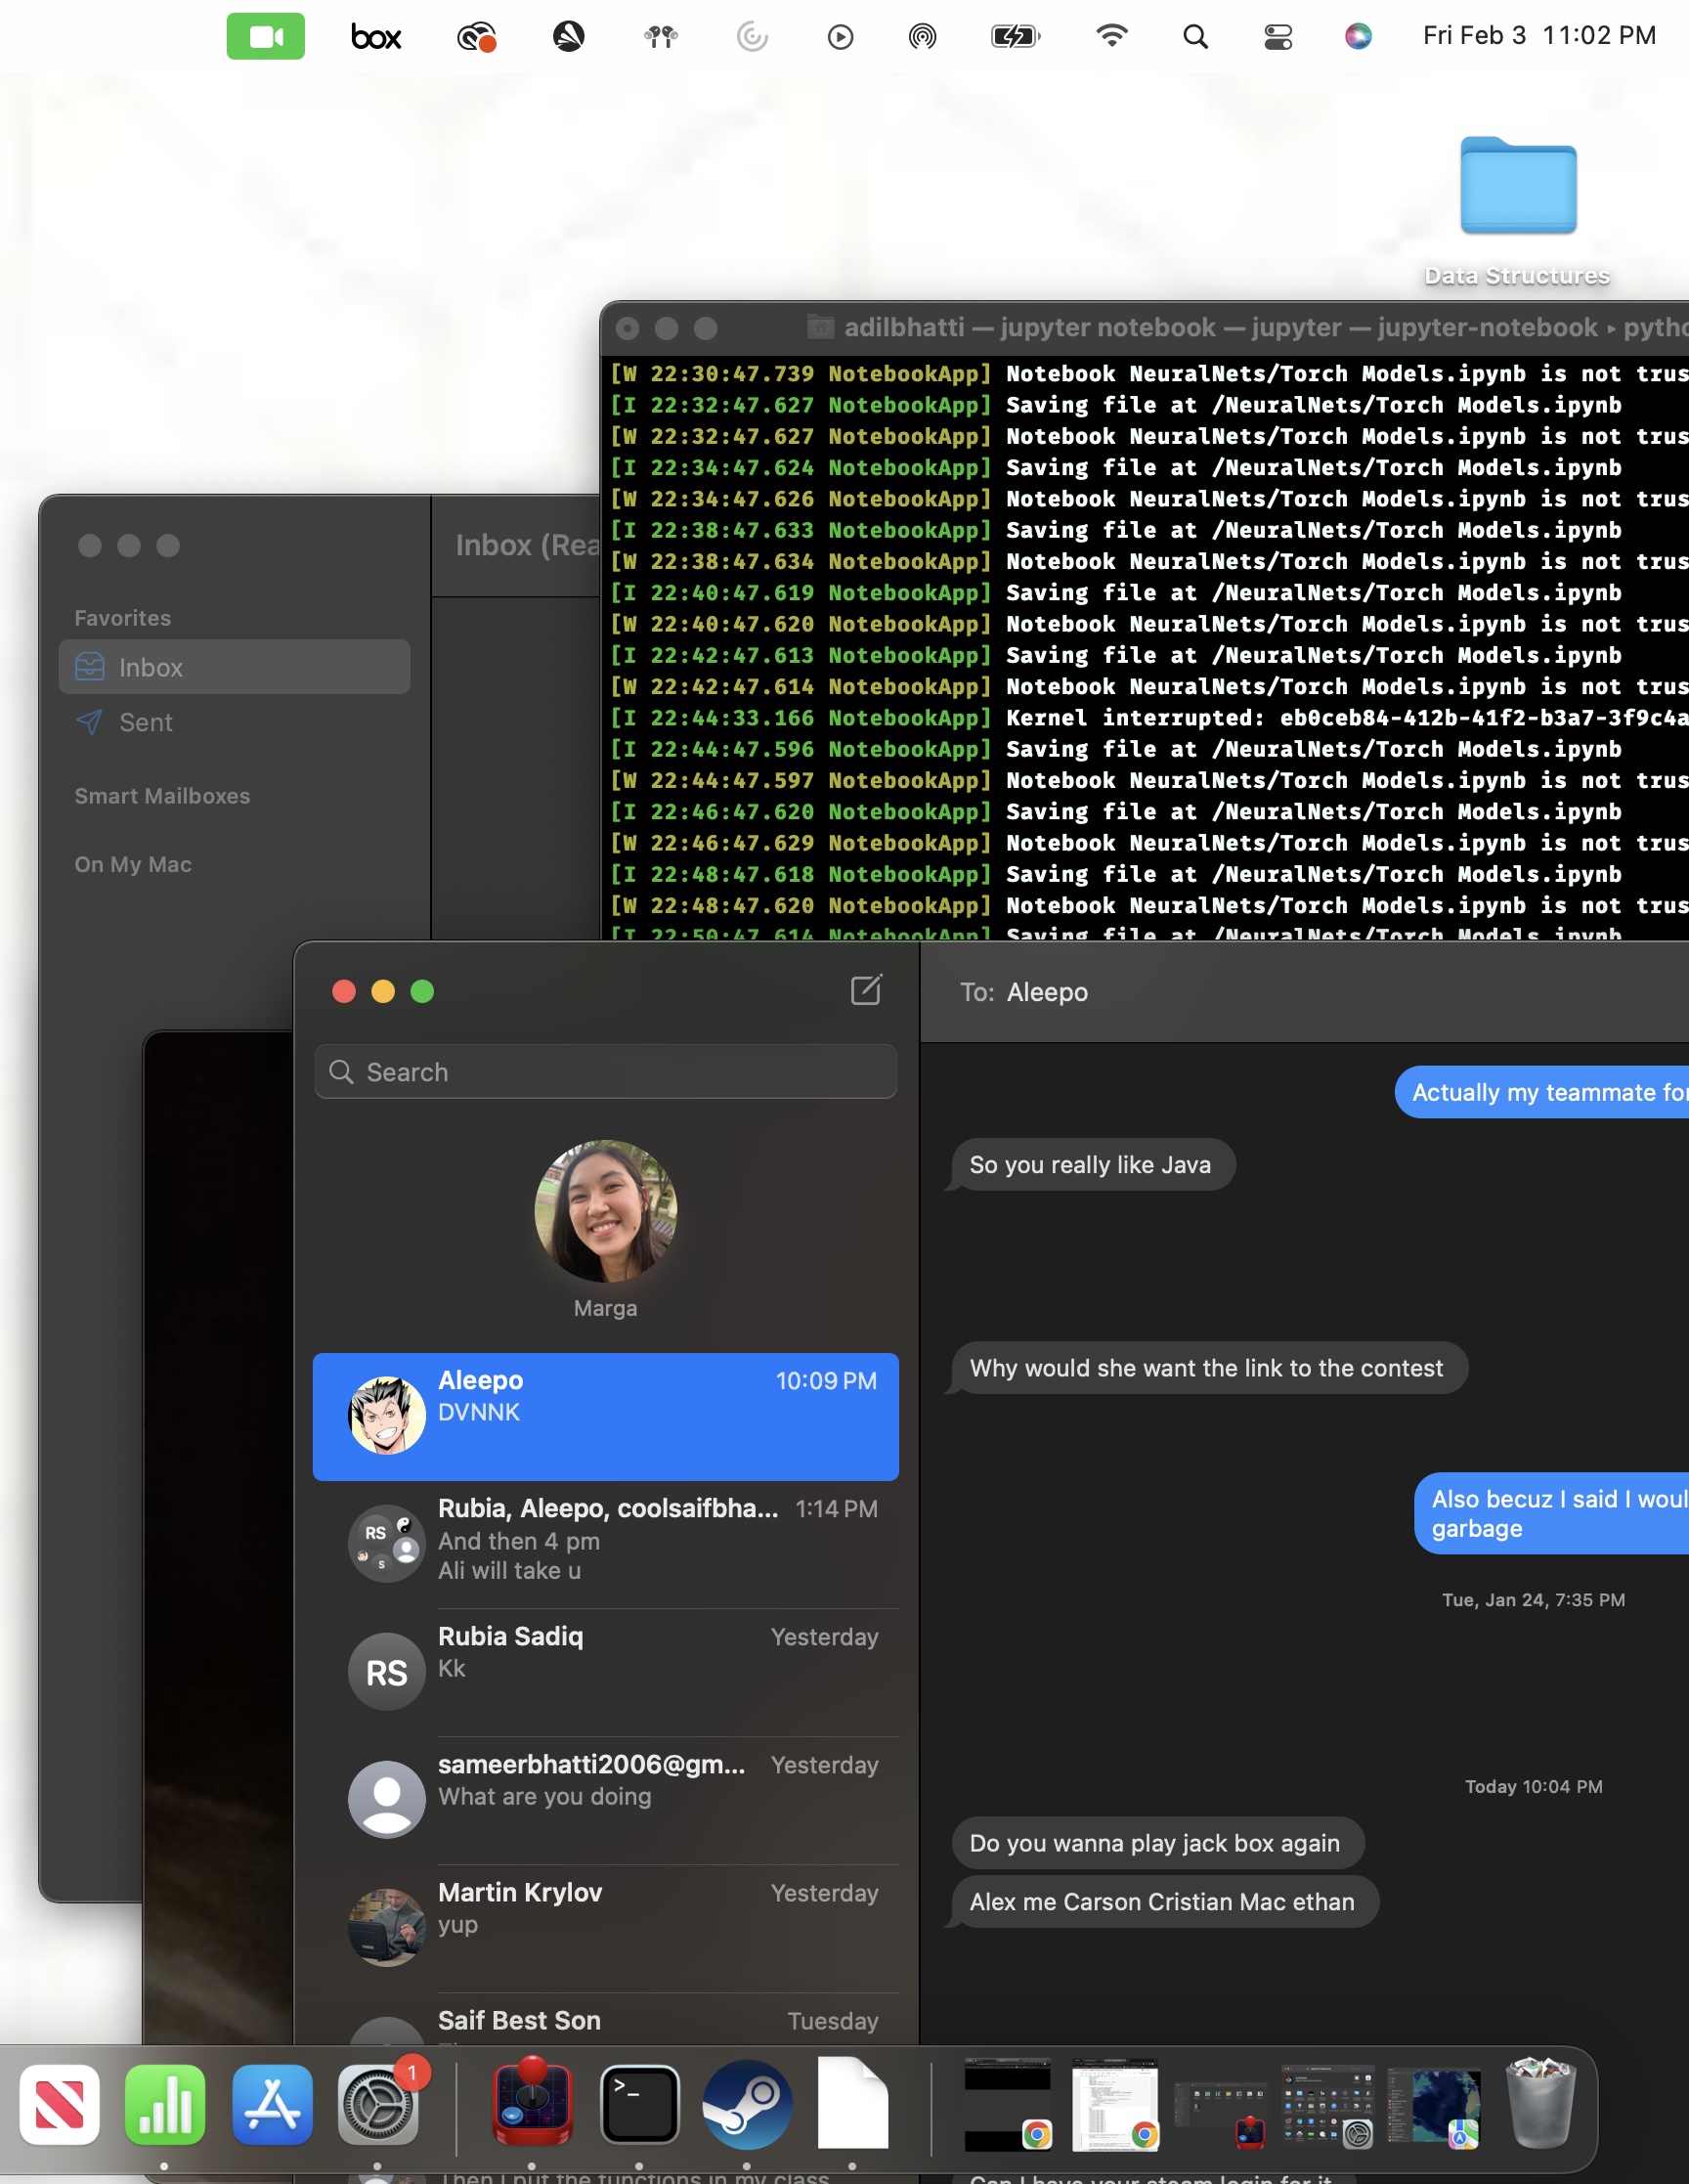 box
Fri Feb 3 11:02 PM
Data Structures
adilbhatti — jupyter notebook — jupyter — jupyter-notebook ▸
[W 22:30:47.739 NotebookApp] Notebook NeuralNets/Torch Models.ipynb is not
[I 22:32:47.627 NotebookApp] Saving file at /NeuralNets/Torch Models.ipynb
[W 22:32:47.627 NotebookApp] Notebook NeuralNets/Torch Models.ipynb is not
[I 22:34:47.624 NotebookApp] Saving file at /NeuralNets/Torch Models.ipynb
[W 22:34:47.626 NotebookApp] Notebook NeuralNets/Torch Models.ipynb is not
[I 22:38:47.633 NotebookApp] Saving file at /NeuralNets/Torch Models.ipynb
[W 22:38:47.634 NotebookApp] Notebook NeuralNets/Torch Models.ipynb is not
[I 22:40:47.619 NotebookApp] Saving file at /NeuralNets/Torch Models.ipynb
[W 22:40:47.620 NotebookApp] Notebook NeuralNets/Torch Models.ipynb is not
[I 22:42:47.613 NotebookApp] Saving file at /NeuralNets/Torch Models.ipynb
[W 22:42:47.614 NotebookApp] Notebook NeuralNets/Torch Models.ipynb is not
[I 22:44:33.166 NotebookApp] Kernel interrupted: eb0ceb84-412b-41f2-b3a7-3f9c4a
[I 22:44:47.596 NotebookApp] Saving file at /NeuralNets/Torch Models.ipynb
[W 22:44:47.597 NotebookApp] Notebook NeuralNets/Torch Models.ipynb is not
[I 22:46:47.620 NotebookApp] Saving file at /NeuralNets/Torch Models.ipynb
[W 22:46:47.629 NotebookApp] Notebook NeuralNets/Torch Models.ipynb is not
[I 22:48:47.618 NotebookApp] Saving file at /NeuralNets/Torch Models.ipynb
[W 22:48:47.620 NotebookApp] Notebook NeuralNets/Torch Models.ipynb is not
[I 22:50:47.614 NotebookApp] Saving file at /NeuralNets/Torch Models.ipynb
Inbox
Favorites
Inbox
Sent
Smart Mailboxes
On My Mac
Search
Marga
Aleepo 10:09 PM
DVNNK
Rubia, Aleepo, coolsaifbha... 1:14 PM
And then 4 pm
Ali will take u
RS
S
Rubia Sadiq Yesterday
Kk
RS
sameerbhatti2006@gm... Yesterday
What are you doing
Martin Krylov Yesterday
yup
Saif Best Son Tuesday
Then I put the functions in my class
To: Aleepo
Actually my teammate
So you really like Java
Why would she want the link to the contest
Also becuz I said I
garbage
Tue, Jan 24, 7:35 PM
Today 10:04 PM
Do you wanna play jack box again
Alex me Carson Cristian Mac ethan
Can I have your steam login for it
1
>_